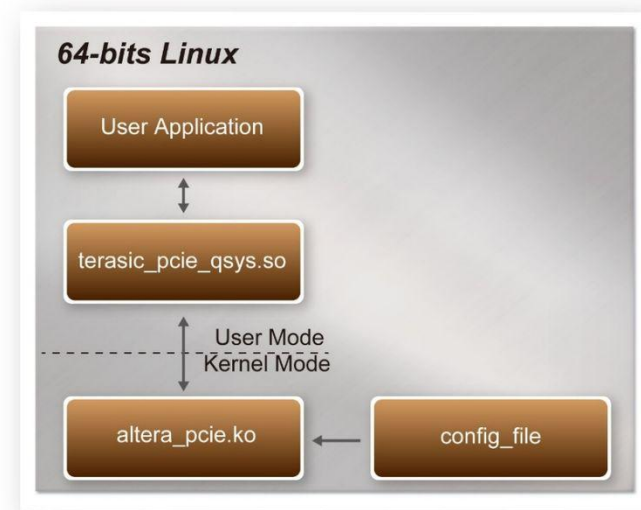 64-bits Linux
User Application
terasic_pcie_qsys.so
User Mode
Kernel Mode
altera_pcie.ko
config_file